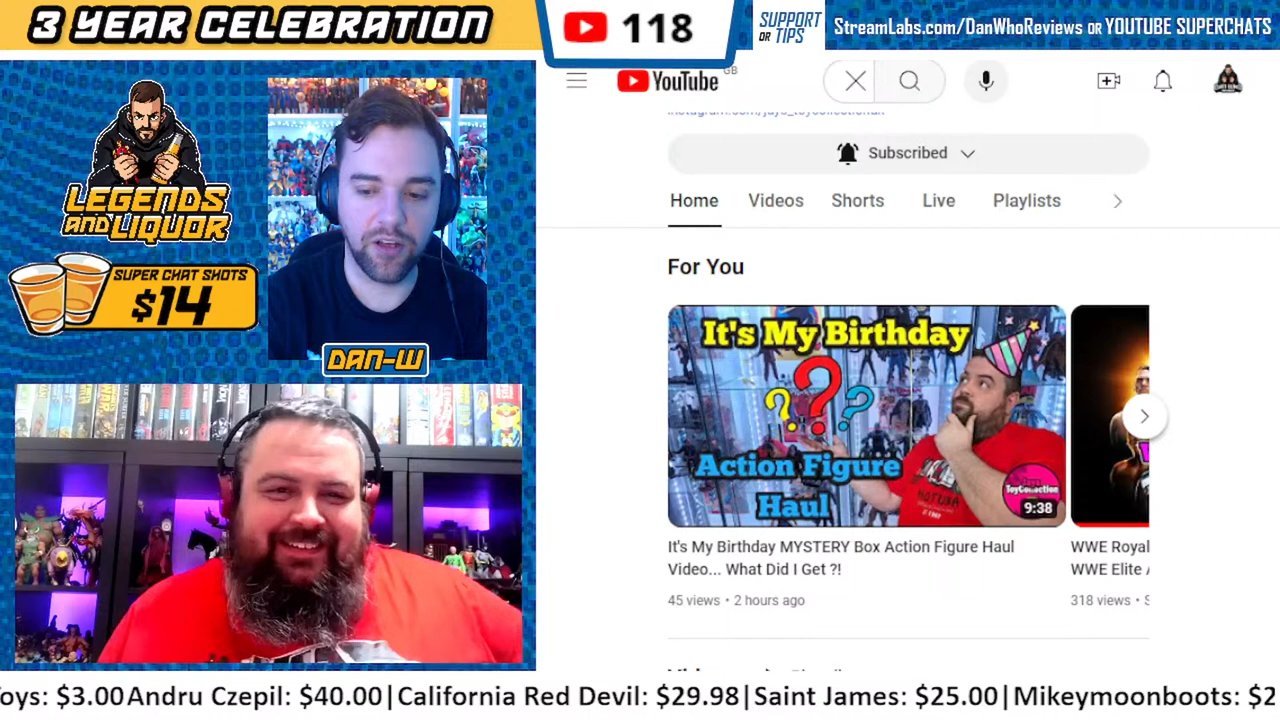 3 YEAR CELEBRATION
118
SUPPORT
OR TIPS
StreamLabs.com/DanWhoReviews OR YOUTUBE SUPERCHATS
LEGENDS
AND LIQUOR
SUPER CHAT SHOTS
$14
DAN-W
YouTube GB
Subscribed
Home Videos Shorts Live Playlists
For You
It's My Birthday
Action Figure
Haul
ToyCollection
9:38
It's My Birthday MYSTERY Box Action Figure Haul
Video... What Did I Get ?!
45 views • 2 hours ago
WWE Royal
WWE Elite
318 views •
oys: $3.00 Andru Czepil: $40.00|California Red Devil: $29.98|Saint James: $25.00|Mikeymoonboots: $2